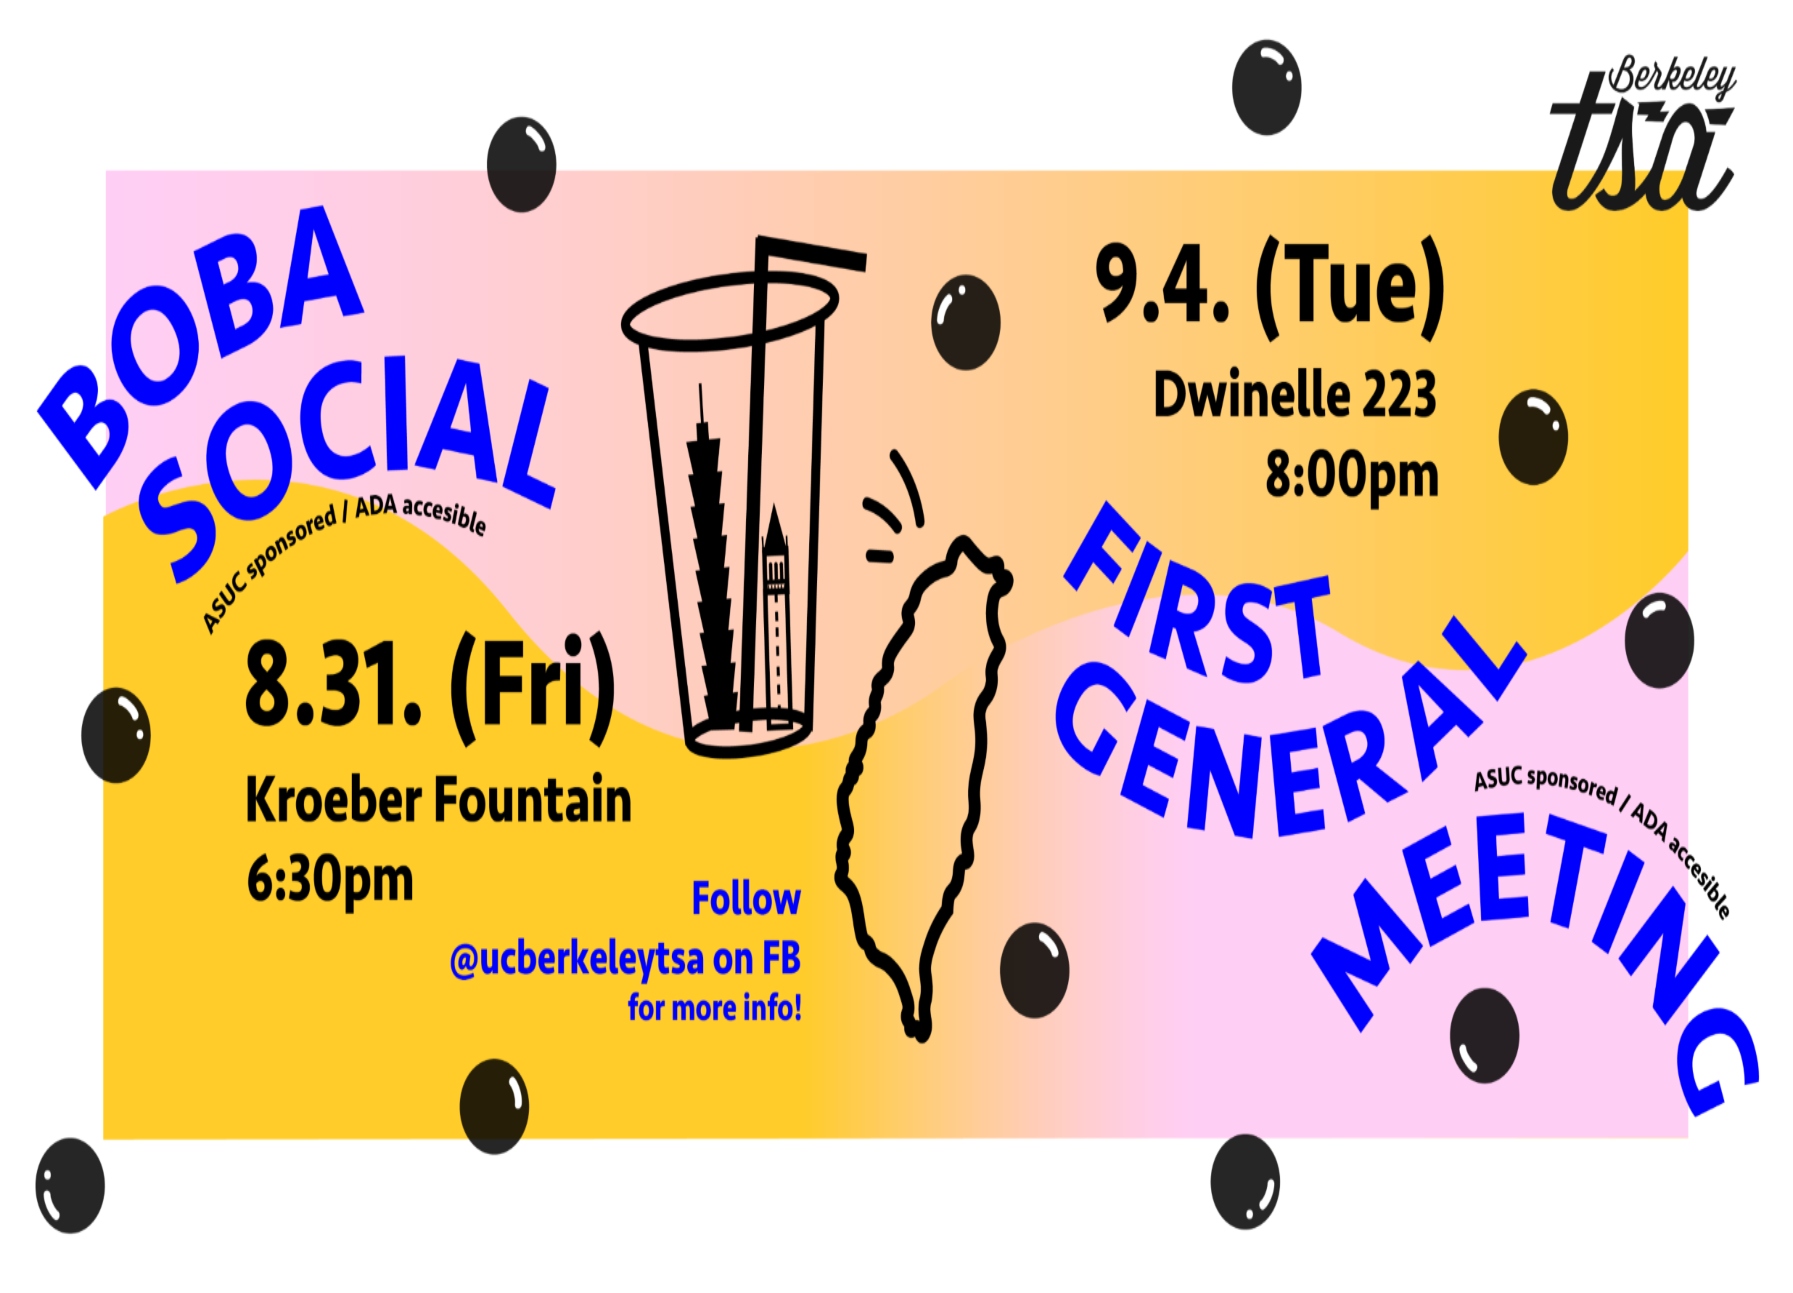 Berkeley
tsa
BOBA
SOCIAL
ASUC sponsored / ADA accesible
8.31. (Fri)
Kroeber Fountain
6:30pm
Follow
@ucberkeleytsa on FB
for more info!
9.4. (Tue)
Dwinelle 223
8:00pm
FIRST
GENERAL
MEETING
ASUC sponsored / ADA accesible